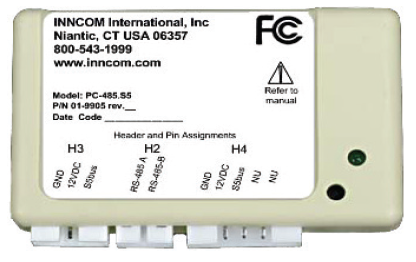 INNCOM International, Inc
Niantic, CT USA 06357
800-543-1999
www.inncom.com
FC
Refer to
manual
Model: PC-485.S5
P/N 01-9905 rev.__
Date Code ______________
Header and Pin Assignments
H3 H2 H4
GND 12VDC S5bus RS-485 A RS-485-B GND 12VDC S5bus NU NU